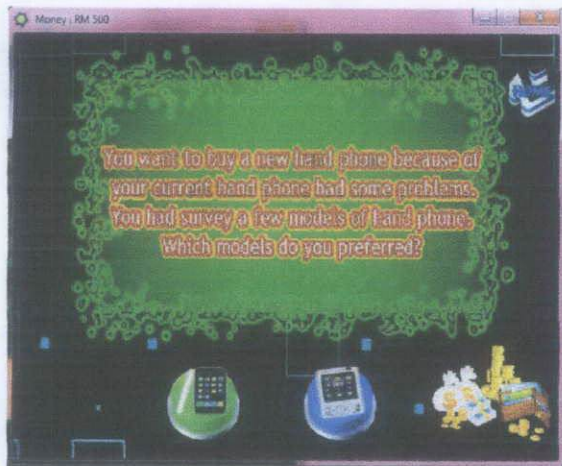 Money : RM 500
You want to buy a new hand phone because of
your current hand phone had some problems.
You had survey a few models of hand phone.
Which models do you preferred?